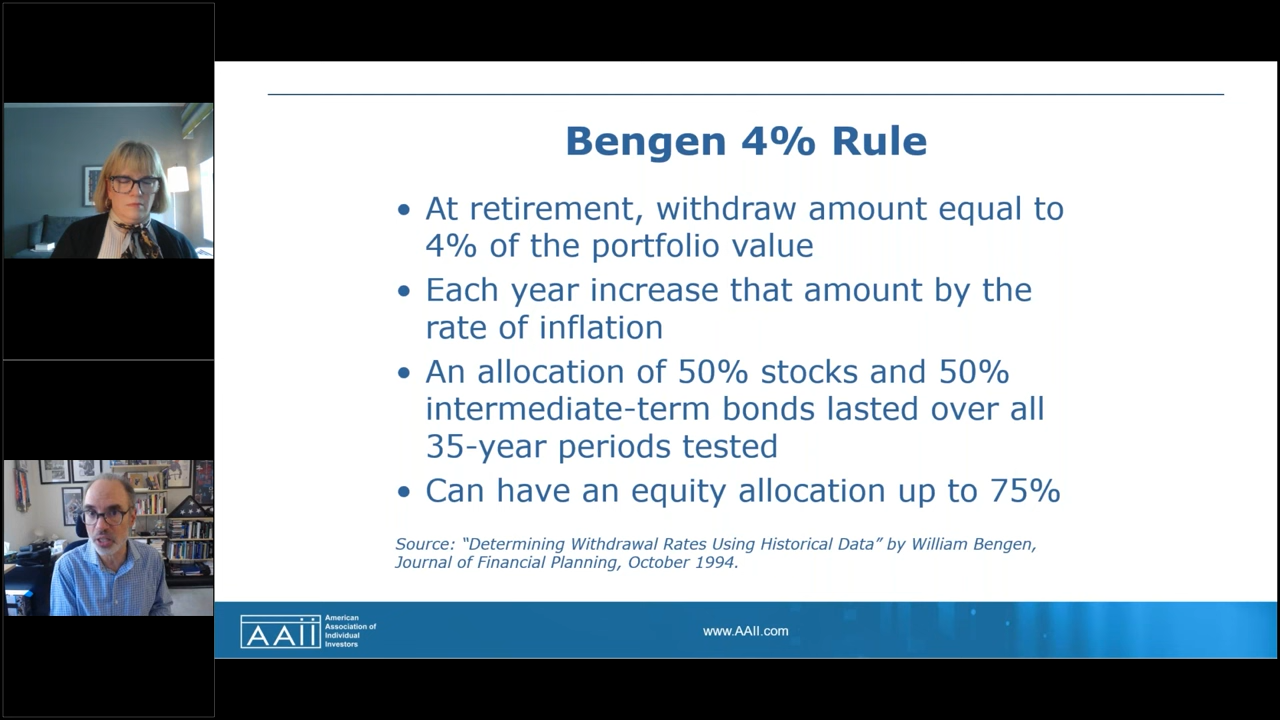 Bengen 4% Rule
• At retirement, withdraw amount equal to
4% of the portfolio value
• Each year increase that amount by the
rate of inflation
• An allocation of 50% stocks and 50%
intermediate-term bonds lasted over all
35-year periods tested
• Can have an equity allocation up to 75%
Source: “Determining Withdrawal Rates Using Historical Data” by William Bengen,
Journal of Financial Planning, October 1994.
AAII
American
Association of
Individual
Investors
www.AAII.com